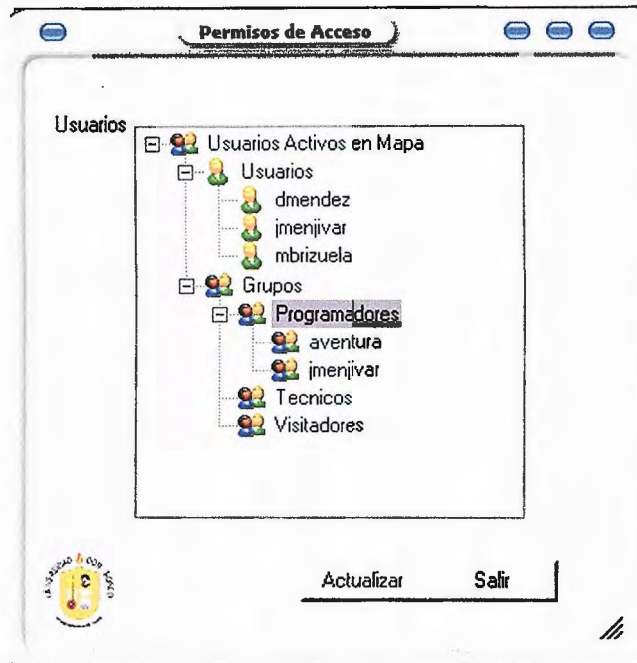 Permisos de Acceso
Usuarios
Usuarios Activos en Mapa
Usuarios
dmendez
jmenjivar
mbrizuela
Grupos
Programadores
aventura
jmenjivar
Tecnicos
Visitadores
Actualizar Salir